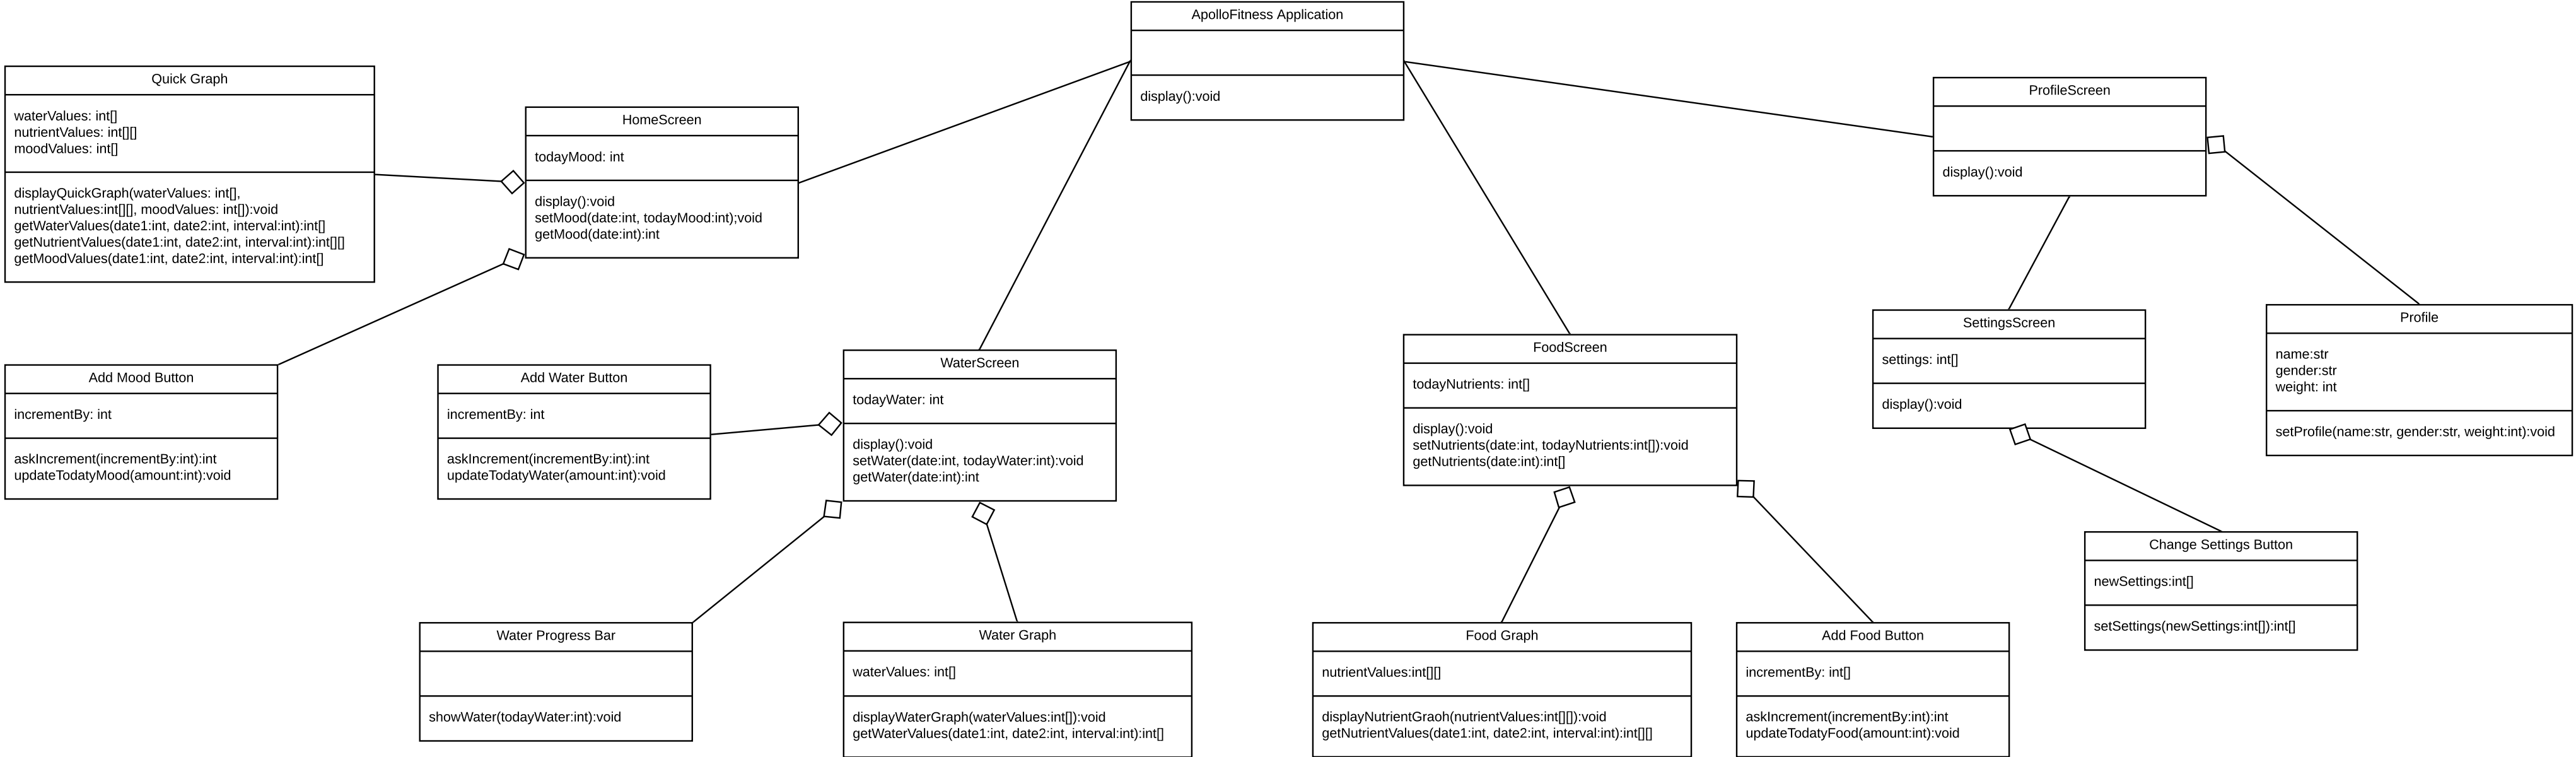 ApolloFitness Application
display():void
Quick Graph
waterValues: int[]
nutrientValues: int[][]
moodValues: int[]
displayQuickGraph(waterValues: int[],
nutrientValues:int[][], moodValues: int[]):void
getWaterValues(date1:int, date2:int, interval:int):int[]
getNutrientValues(date1:int, date2:int, interval:int):int[][]
getMoodValues(date1:int, date2:int, interval:int):int[]
HomeScreen
todayMood: int
display():void
setMood(date:int, todayMood:int);void
getMood(date:int):int
ProfileScreen
display():void
Add Mood Button
incrementBy: int
askIncrement(incrementBy:int):int
updateTodatyMood(amount:int):void
Add Water Button
incrementBy: int
askIncrement(incrementBy:int):int
updateTodatyWater(amount:int):void
WaterScreen
todayWater: int
display():void
setWater(date:int, todayWater:int):void
getWater(date:int):int
FoodScreen
todayNutrients: int[]
display():void
setNutrients(date:int, todayNutrients:int[]):void
getNutrients(date:int):int[]
SettingsScreen
settings: int[]
display():void
Profile
name:str
gender:str
weight: int
setProfile(name:str, gender:str, weight:int):void
Water Progress Bar
showWater(todayWater:int):void
Water Graph
waterValues: int[]
displayWaterGraph(waterValues:int[]):void
getWaterValues(date1:int, date2:int, interval:int):int[]
Food Graph
nutrientValues:int[][]
displayNutrientGraoh(nutrientValues:int[][]):void
getNutrientValues(date1:int, date2:int, interval:int):int[][]
Add Food Button
incrementBy: int[]
askIncrement(incrementBy:int):int
updateTodatyFood(amount:int):void
Change Settings Button
newSettings:int[]
setSettings(newSettings:int[]):int[]